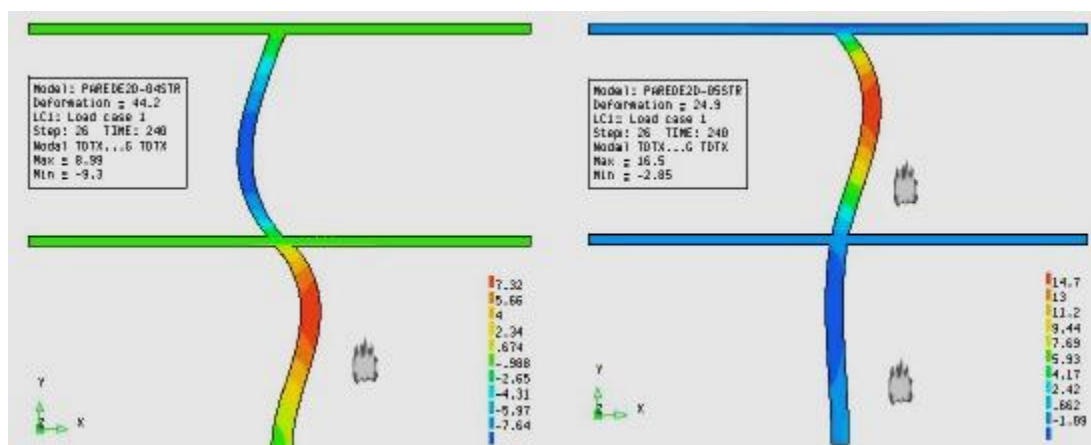 Model: PAREDE2D-04STR
Deformation = 44.2
LC1: Load case 1
Step: 26 TIME: 240
Nodal TDTX...G TDTX
Max = 8.99
Min = -9.3
7.32
5.66
4
2.34
.674
-.988
-2.65
-4.31
-5.97
-7.64
Y
Z
X
Model: PAREDE2D-05STR
Deformation = 24.9
LC1: Load case 1
Step: 26 TIME: 240
Nodal TDTX...G TDTX
Max = 16.5
Min = -2.85
14.7
13
11.2
9.44
7.69
5.93
4.17
2.42
.662
-1.09
Y
Z
X